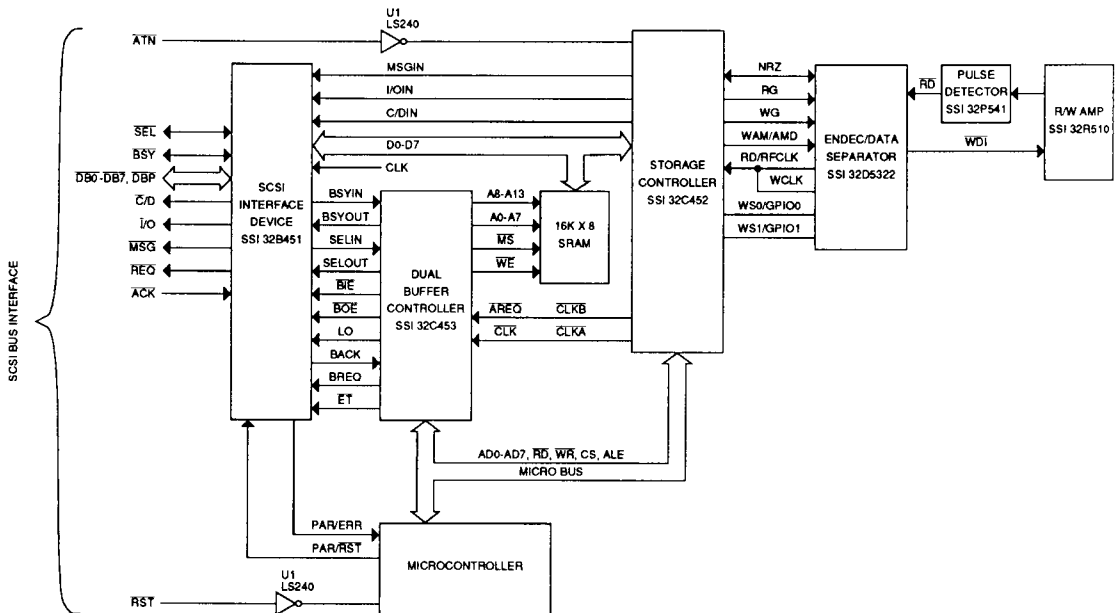 U1
LS240
ATN
MSGIN
I/OIN
C/DIN
D0-D7
CLK
SEL
BSY
DB0-DB7, DBP
C/D
I/O
MSG
REQ
ACK
SCSI
INTERFACE
DEVICE
SSI 32B451
BSYIN
BSYOUT
SELIN
SELOUT
BIE
BOE
LO
BACK
BREQ
ET
DUAL
BUFFER
CONTROLLER
SSI 32C453
A8-A13
A0-A7
MS
WE
16K X 8
SRAM
AREQ
CLKB
CLK
CLKA
STORAGE
CONTROLLER
SSI 32C452
NRZ
RG
WG
WAM/AMD
RD/RFCLK
WCLK
WS0/GPIO0
WS1/GPIO1
ENDEC/DATA
SEPARATOR
SSI 32D5322
RD
PULSE
DETECTOR
SSI 32P541
WDI
R/W AMP
SSI 32R510
SCSI BUS INTERFACE
AD0-AD7, RD, WR, CS, ALE
MICRO BUS
PAR/ERR
PAR/RST
MICROCONTROLLER
U1
LS240
RST